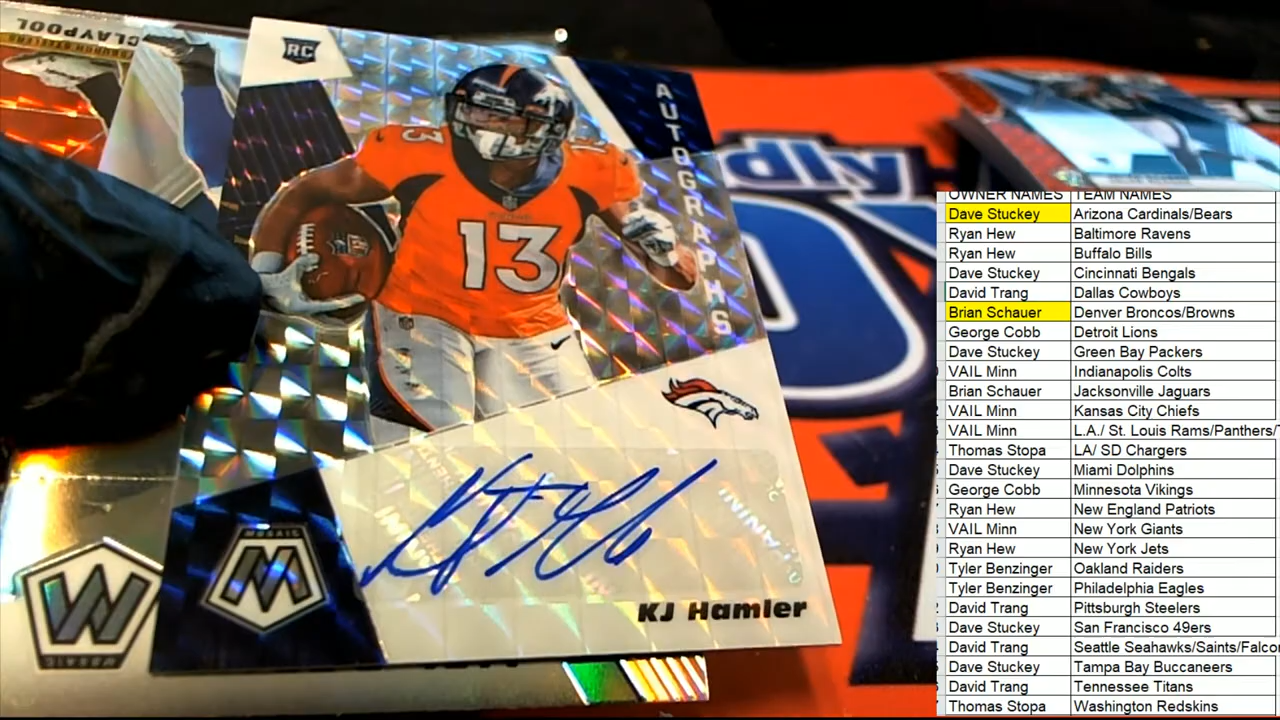 CLAYPOOL
RC
AUTOGRAPHS
13
13
MOSAIC
M
KJ Hamler
MOSAIC
dly
OWNER NAMES TEAM NAMES
Dave Stuckey Arizona Cardinals/Bears
Ryan Hew Baltimore Ravens
Ryan Hew Buffalo Bills
Dave Stuckey Cincinnati Bengals
David Trang Dallas Cowboys
Brian Schauer Denver Broncos/Browns
George Cobb Detroit Lions
Dave Stuckey Green Bay Packers
VAIL Minn Indianapolis Colts
Brian Schauer Jacksonville Jaguars
VAIL Minn Kansas City Chiefs
VAIL Minn L.A./ St. Louis Rams/Panthers/
Thomas Stopa LA/ SD Chargers
Dave Stuckey Miami Dolphins
George Cobb Minnesota Vikings
Ryan Hew New England Patriots
VAIL Minn New York Giants
Ryan Hew New York Jets
Tyler Benzinger Oakland Raiders
Tyler Benzinger Philadelphia Eagles
David Trang Pittsburgh Steelers
Dave Stuckey San Francisco 49ers
David Trang Seattle Seahawks/Saints/Falco
Dave Stuckey Tampa Bay Buccaneers
David Trang Tennessee Titans
Thomas Stopa Washington Redskins